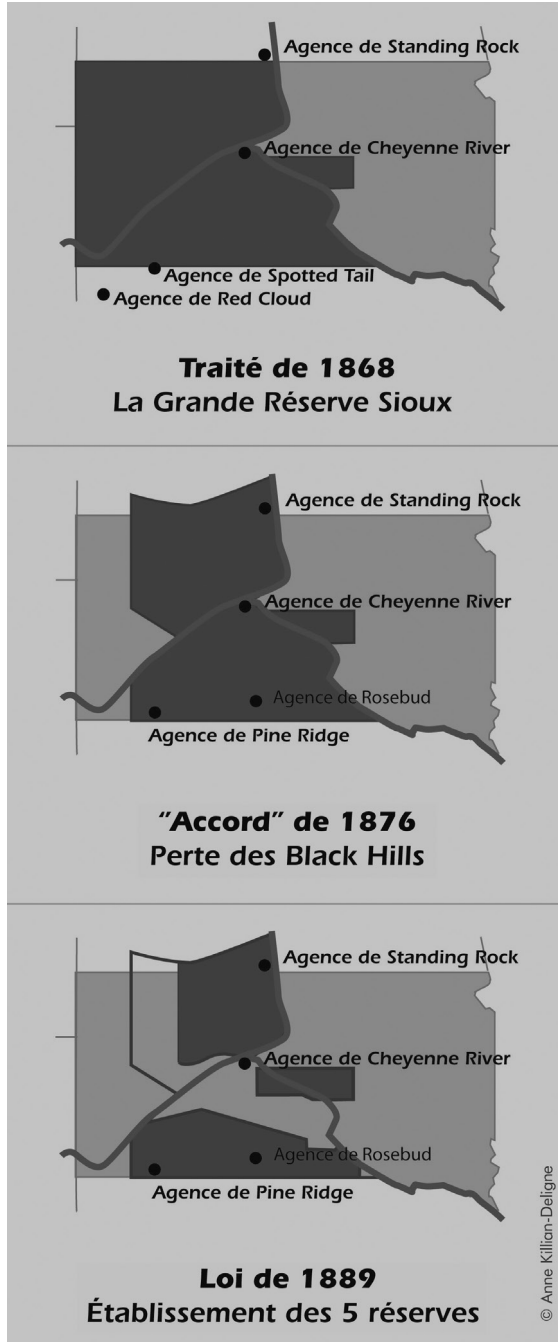 Agence de Standing Rock
Agence de Cheyenne River
Agence de Spotted Tail
Agence de Red Cloud
Traité de 1868
La Grande Réserve Sioux
Agence de Standing Rock
Agence de Cheyenne River
Agence de Rosebud
Agence de Pine Ridge
"Accord" de 1876
Perte des Black Hills
Agence de Standing Rock
Agence de Cheyenne River
Agence de Rosebud
Agence de Pine Ridge
Loi de 1889
Établissement des 5 réserves
© Anne Killian-Deligne